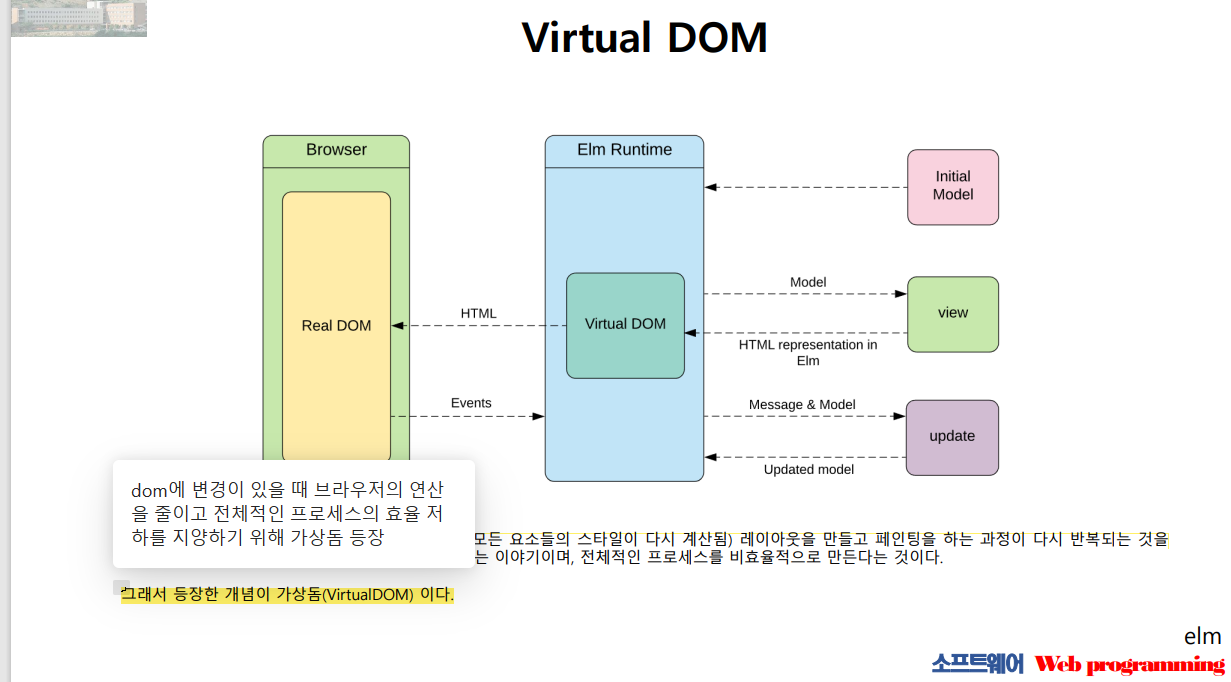 Virtual DOM
Browser
Elm Runtime
Initial
Model
Model
view
HTML
Real DOM
Virtual DOM
HTML representation in
Elm
Events
Message & Model
update
Updated model
dom에 변경이 있을 때 브라우저의 연산
을 줄이고 전체적인 프로세스의 효율 저
하를 지양하기 위해 가상돔 등장
모든 요소들의 스타일이 다시 계산됨) 레이아웃을 만들고 페인팅을 하는 과정이 다시 반복되는 것을
는 이야기이며, 전체적인 프로세스를 비효율적으로 만든다는 것이다.
그래서 등장한 개념이 가상돔(VirtualDOM) 이다.
elm
소프트웨어 Web programming